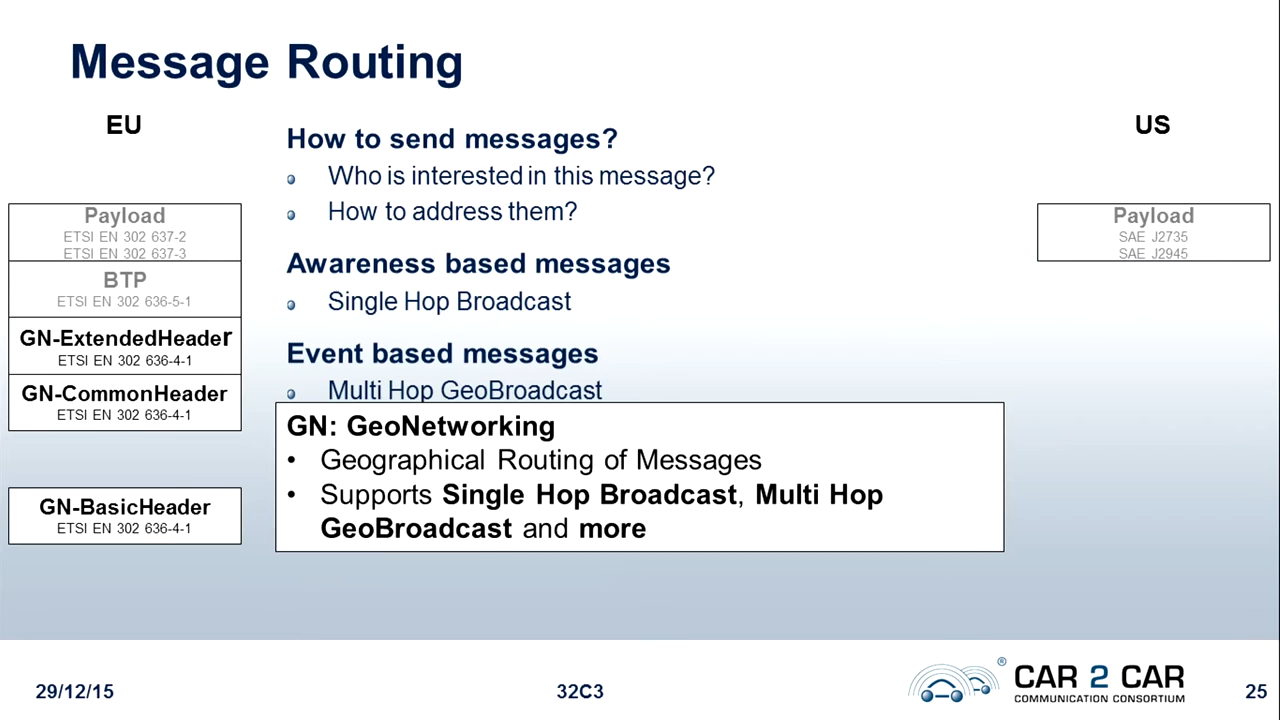 Message Routing
EU
US
How to send messages?
Who is interested in this message?
How to address them?
Awareness based messages
Single Hop Broadcast
Event based messages
Multi Hop GeoBroadcast
Payload
ETSI EN 302 637-2
ETSI EN 302 637-3
BTP
ETSI EN 302 636-5-1
GN-ExtendedHeader
ETSI EN 302 636-4-1
GN-CommonHeader
ETSI EN 302 636-4-1
GN-BasicHeader
ETSI EN 302 636-4-1
GN: GeoNetworking
• Geographical Routing of Messages
• Supports Single Hop Broadcast, Multi Hop
GeoBroadcast and more
Payload
SAE J2735
SAE J2945
29/12/15
32C3
® CAR 2 CAR
COMMUNICATION CONSORTIUM
25